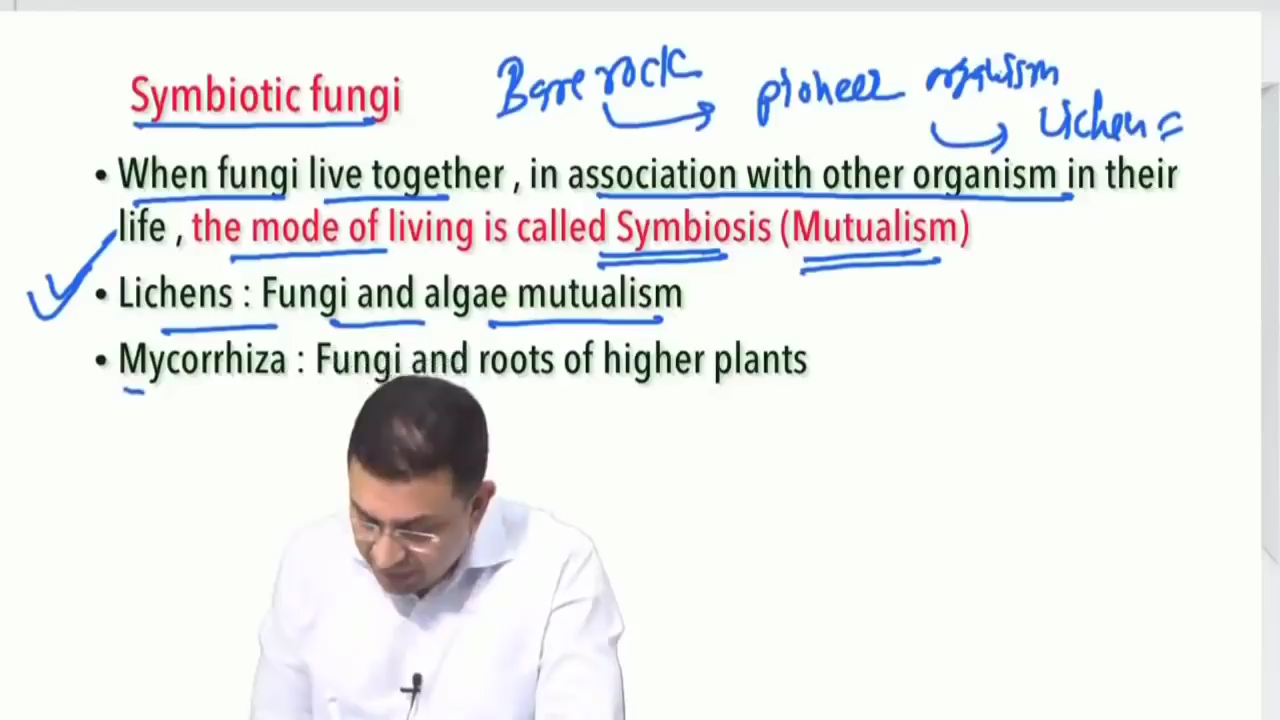 Symbiotic fungi
Bare rock pioneer organism
Lichens
• When fungi live together , in association with other organism in their
life , the mode of living is called Symbiosis (Mutualism)
• Lichens : Fungi and algae mutualism
• Mycorrhiza : Fungi and roots of higher plants